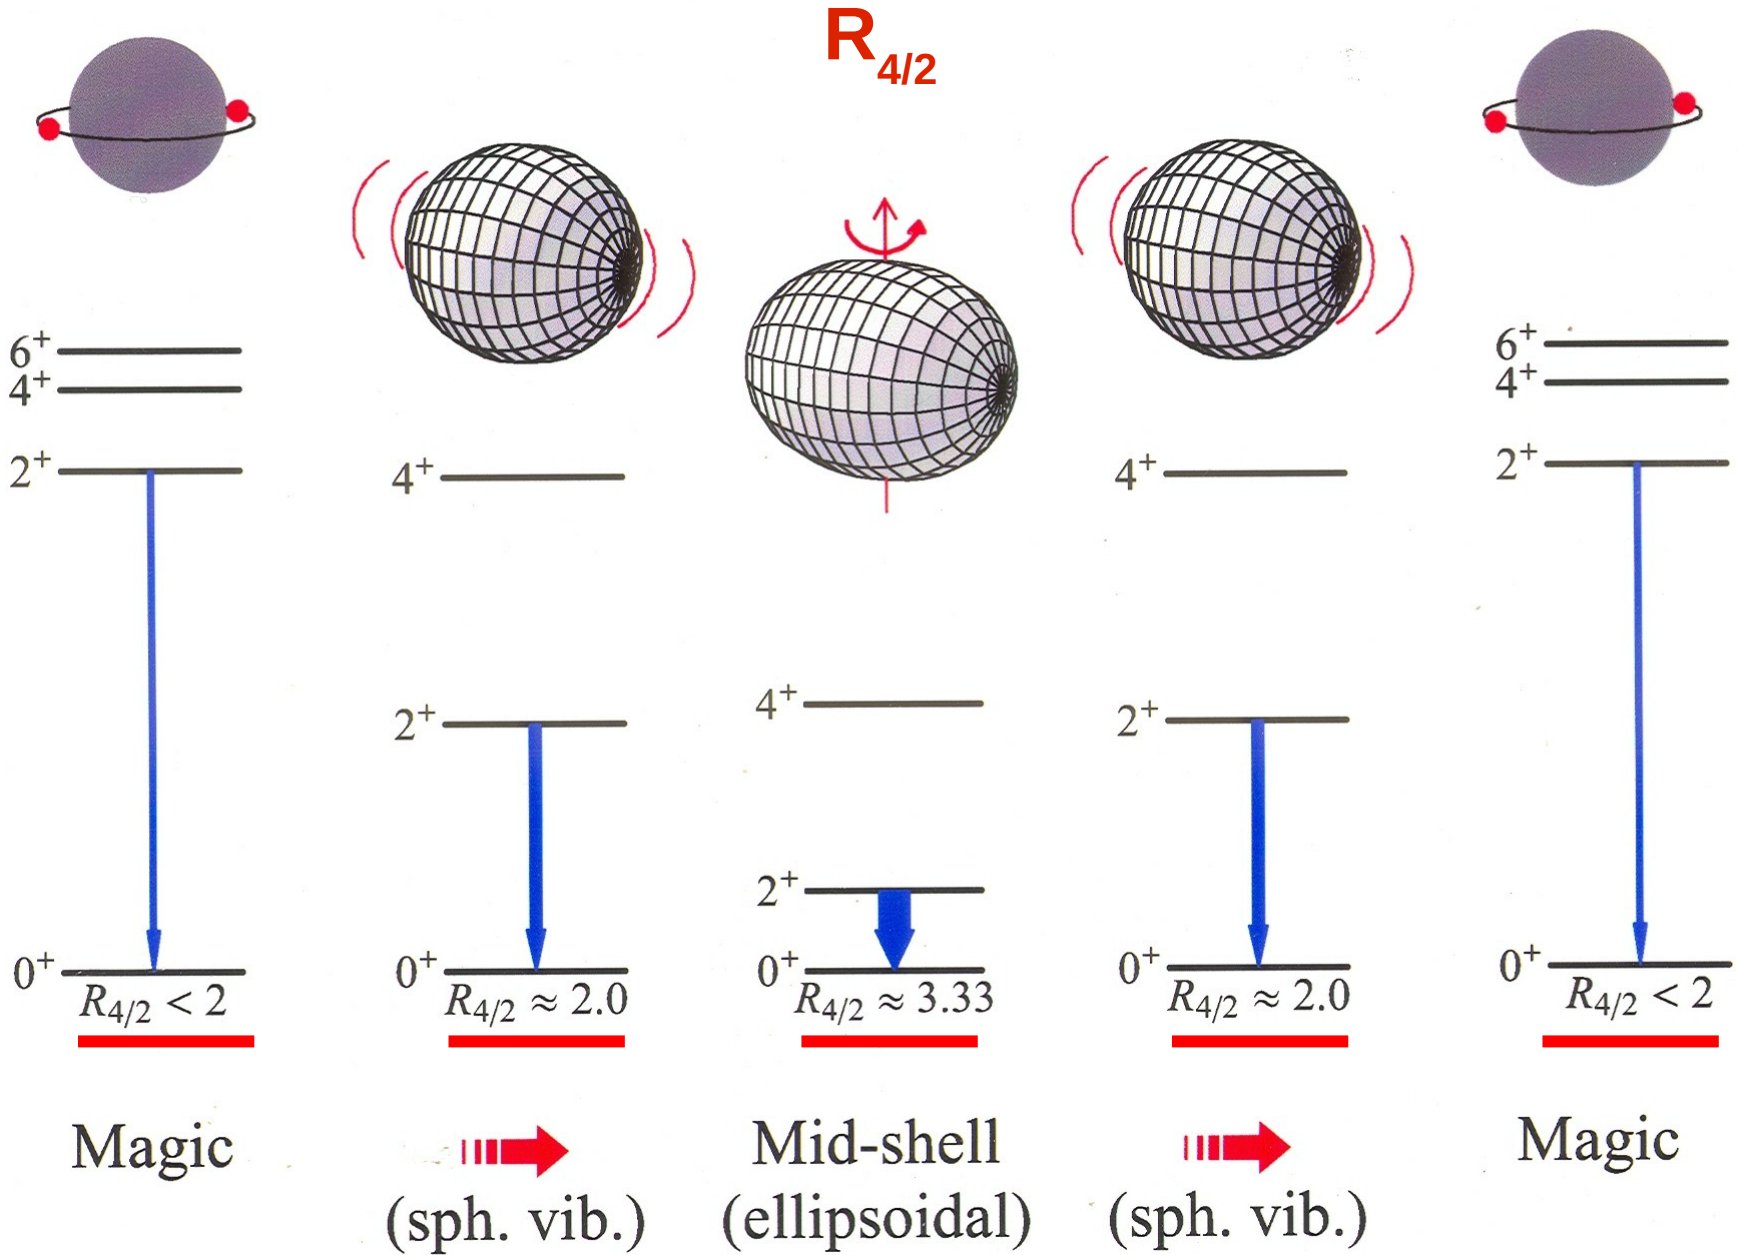 R4/2
6+
4+
2+
0+
R4/2 < 2
4+
2+
0+
R4/2 ≈ 2.0
4+
2+
0+
R4/2 ≈ 3.33
4+
2+
0+
R4/2 ≈ 2.0
6+
4+
2+
0+
R4/2 < 2
Magic
(sph. vib.)
Mid-shell
(ellipsoidal)
(sph. vib.)
Magic